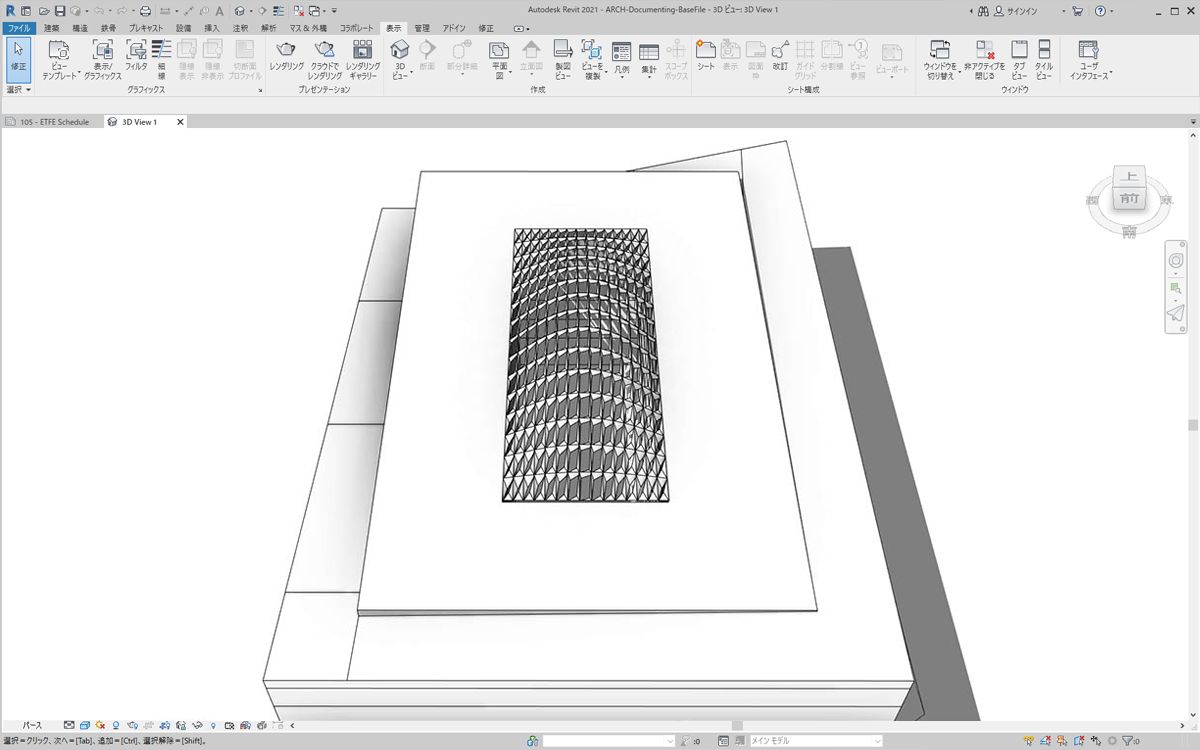 Autodesk Revit 2021 - ARCH-Documenting-BaseFile - 3D ビュー: 3D View 1
サインイン
ファイル 建築 構造 鉄骨 プレキャスト 設備 挿入 注釈 解析 マス & 外構 コラボレート 表示 管理 アドイン 修正
修正
ビュー テンプレート
表示/ グラフィックス
フィルタ
細線
隠線 表示
隠線 非表示
切断面 プロファイル
レンダリング
クラウドで レンダリング
レンダリング ギャラリー
3D ビュー
断面
部分詳細
平面図
立面図
製図 ビュー
ビューを 複製
凡例
集計
スコープ ボックス
シート
表示
図面枠
改訂
ガイド グリッド
分割線
ビュー 参照
ビューポート
ウィンドウを 切り替え
非アクティブを 閉じる
タブ ビュー
タイル ビュー
ユーザ インタフェース
選択 グラフィックス プレゼンテーション 作成 シート構成 ウィンドウ
105 - ETFE Schedule
3D View 1
上
前
東
南
パース
選択=クリック、次へ=[Tab]、追加=[Ctrl]、選択解除=[Shift]。
:0
メイン モデル
:0